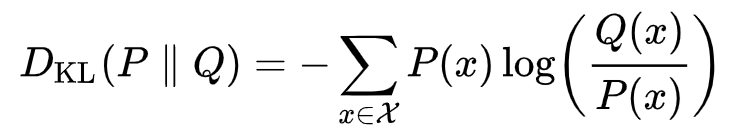 D_KL(P ∥ Q) = − ∑_{x∈𝒳} P(x) log( Q(x) / P(x) )